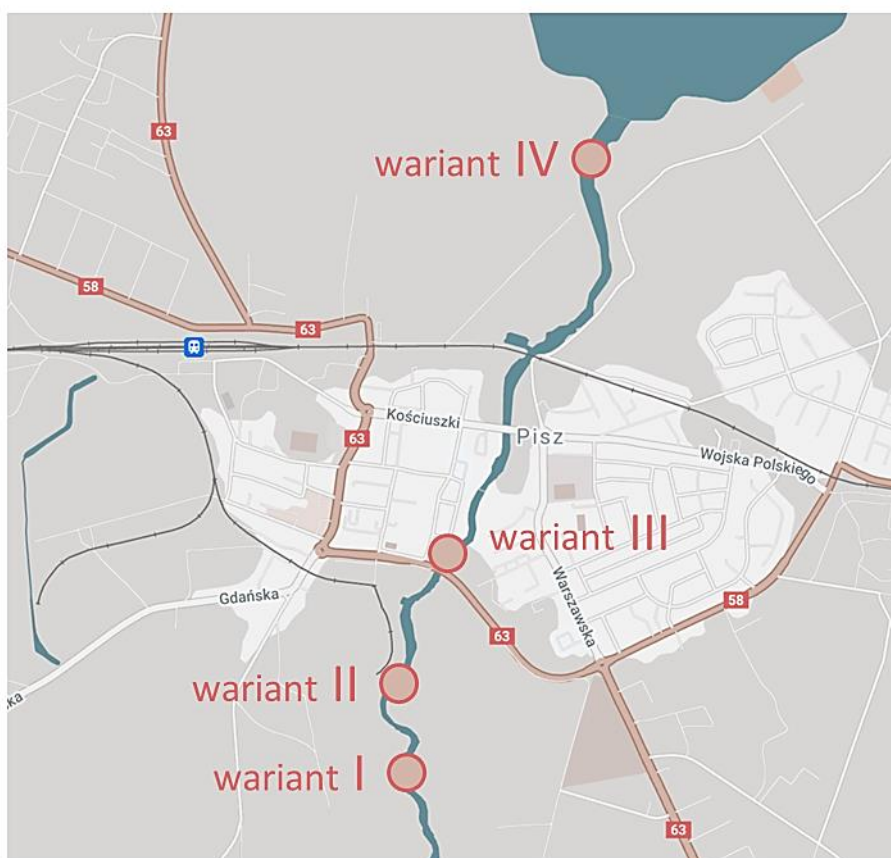 63
wariant IV
58
63
Kościuszki
63
Pisz
Wojska Polskiego
wariant III
Gdańska
Warszawska
58
63
wariant II
ska
wariant I
63